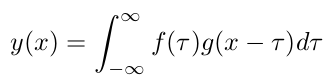 y(x) = ∫_{-∞}^{∞} f(τ)g(x − τ)dτ